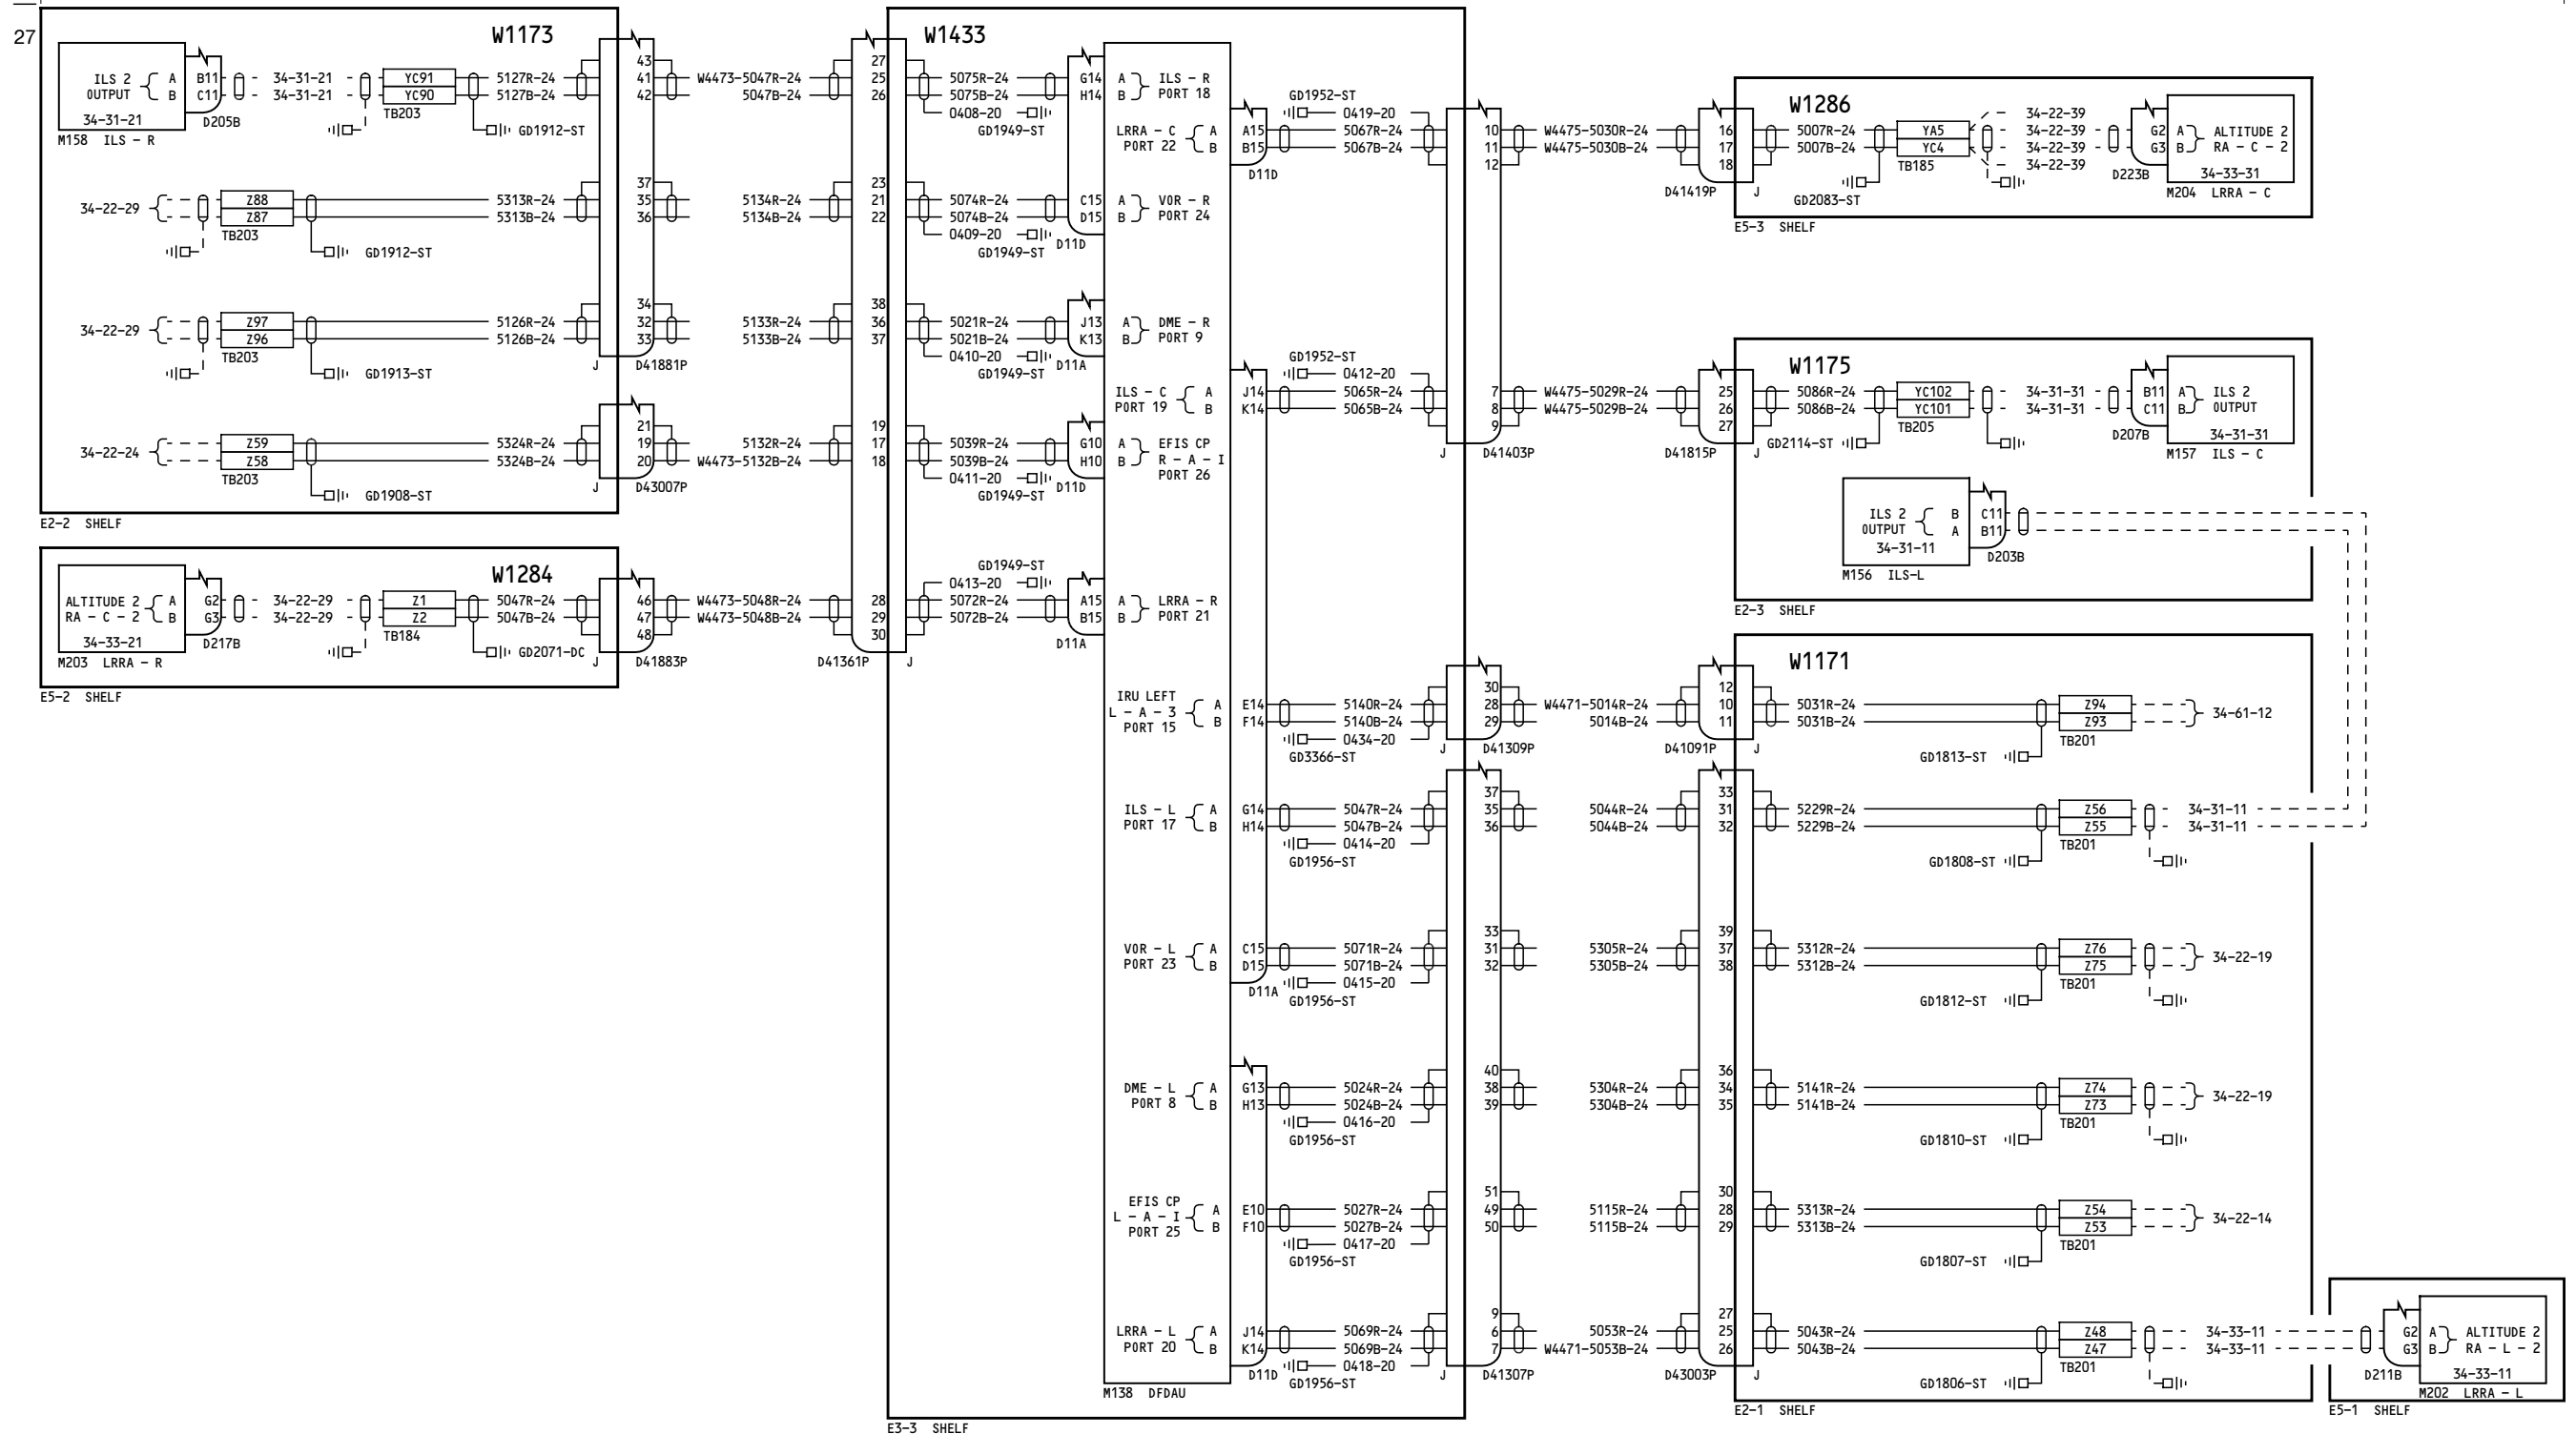 27
W1173
ILS 2
OUTPUT
A
B
34-31-21
M158 ILS - R
B11
C11
D205B
34-31-21
34-31-21
YC91
YC90
TB203
5127R-24
5127B-24
GD1912-ST
43
41
42
34-22-29
Z88
Z87
TB203
GD1912-ST
5313R-24
5313B-24
37
35
36
34-22-29
Z97
Z96
TB203
GD1913-ST
5126R-24
5126B-24
34
32
33
J D41881P
34-22-24
Z59
Z58
TB203
GD1908-ST
5324R-24
5324B-24
21
19
20
J D43007P
E2-2 SHELF
W1284
ALTITUDE 2
RA - C - 2
A
B
34-33-21
M203 LRRA - R
G2
G3
D217B
34-22-29
34-22-29
Z1
Z2
TB184
5047R-24
5047B-24
GD2071-DC
46
47
48
J D41883P
E5-2 SHELF
W4473-5047R-24
5047B-24
5134R-24
5134B-24
5133R-24
5133B-24
5132R-24
W4473-5132B-24
W4473-5048R-24
W4473-5048B-24
27
25
26
23
21
22
38
36
37
19
17
18
28
29
30
D41361P J
W1433
5075R-24
5075B-24
0408-20
GD1949-ST
G14
H14
A
B
ILS - R
PORT 18
5074R-24
5074B-24
0409-20
GD1949-ST
C15
D15
D11D
A
B
VOR - R
PORT 24
5021R-24
5021B-24
0410-20
GD1949-ST
J13
K13
D11A
A
B
DME - R
PORT 9
5039R-24
5039B-24
0411-20
GD1949-ST
G10
H10
D11D
A
B
EFIS CP
R - A - I
PORT 26
GD1949-ST
0413-20
5072R-24
5072B-24
A15
B15
D11A
A
B
LRRA - R
PORT 21
LRRA - C
PORT 22
A
B
A15
B15
D11D
GD1952-ST
0419-20
5067R-24
5067B-24
10
11
12
ILS - C
PORT 19
A
B
J14
K14
GD1952-ST
0412-20
5065R-24
5065B-24
7
8
9
J D41403P
IRU LEFT
L - A - 3
PORT 15
A
B
E14
F14
5140R-24
5140B-24
0434-20
GD3366-ST
30
28
29
J D41309P
ILS - L
PORT 17
A
B
G14
H14
5047R-24
5047B-24
0414-20
GD1956-ST
37
35
36
VOR - L
PORT 23
A
B
C15
D15
D11A
5071R-24
5071B-24
0415-20
GD1956-ST
33
31
32
DME - L
PORT 8
A
B
G13
H13
5024R-24
5024B-24
0416-20
GD1956-ST
40
38
39
EFIS CP
L - A - I
PORT 25
A
B
E10
F10
5027R-24
5027B-24
0417-20
GD1956-ST
51
49
50
LRRA - L
PORT 20
A
B
J14
K14
D11D
5069R-24
5069B-24
0418-20
GD1956-ST
9
6
7
J D41307P
M138 DFDAU
E3-3 SHELF
W4475-5030R-24
W4475-5030B-24
16
17
18
D41419P J
W1286
5007R-24
5007B-24
GD2083-ST
YA5
YC4
TB185
34-22-39
34-22-39
34-22-39
34-22-39
G2
G3
D223B
A
B
ALTITUDE 2
RA - C - 2
34-33-31
M204 LRRA - C
E5-3 SHELF
W4475-5029R-24
W4475-5029B-24
25
26
27
D41815P J
W1175
5086R-24
5086B-24
GD2114-ST
YC102
YC101
TB205
34-31-31
34-31-31
B11
C11
D207B
A
B
ILS 2
OUTPUT
34-31-31
M157 ILS - C
ILS 2
OUTPUT
B
A
34-31-11
M156 ILS-L
C11
B11
D203B
E2-3 SHELF
W4471-5014R-24
5014B-24
12
10
11
D41091P J
W1171
5031R-24
5031B-24
GD1813-ST
Z94
Z93
TB201
34-61-12
5044R-24
5044B-24
33
31
32
5229R-24
5229B-24
GD1808-ST
Z56
Z55
TB201
34-31-11
34-31-11
5305R-24
5305B-24
39
37
38
5312R-24
5312B-24
GD1812-ST
Z76
Z75
TB201
34-22-19
5304R-24
5304B-24
36
34
35
5141R-24
5141B-24
GD1810-ST
Z74
Z73
TB201
34-22-19
5115R-24
5115B-24
30
28
29
5313R-24
5313B-24
GD1807-ST
Z54
Z53
TB201
34-22-14
5053R-24
W4471-5053B-24
27
25
26
D43003P J
5043R-24
5043B-24
GD1806-ST
Z48
Z47
TB201
34-33-11
34-33-11
E2-1 SHELF
G2
G3
D211B
A
B
ALTITUDE 2
RA - L - 2
34-33-11
M202 LRRA - L
E5-1 SHELF